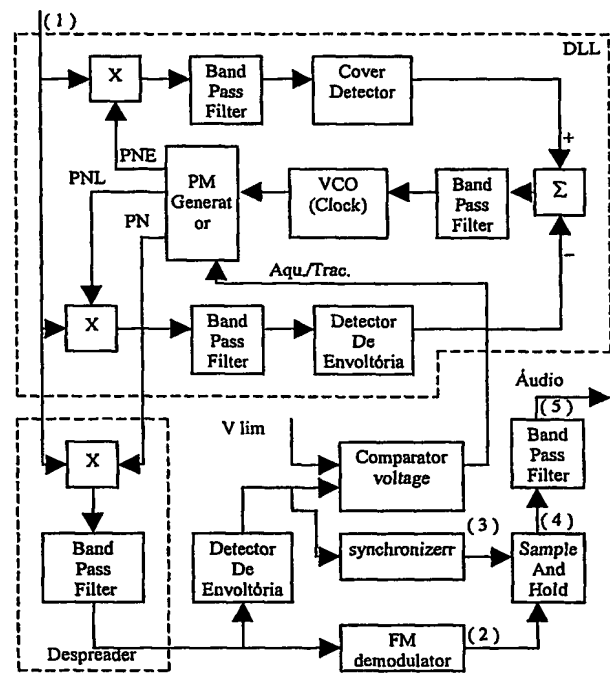 (1)
DLL
X
Band
Pass
Filter
Cover
Detector
PNE
PNL
PN
PM
Generat
or
VCO
(Clock)
Band
Pass
Filter
Σ
+
−
Aqu./Trac.
X
Band
Pass
Filter
Detector
De
Envoltória
Áudio
(5)
V lim
X
Comparator
voltage
Band
Pass
Filter
(4)
Band
Pass
Filter
Detector
De
Envoltória
synchronizerr
(3)
Sample
And
Hold
Despreader
FM
demodulator
(2)